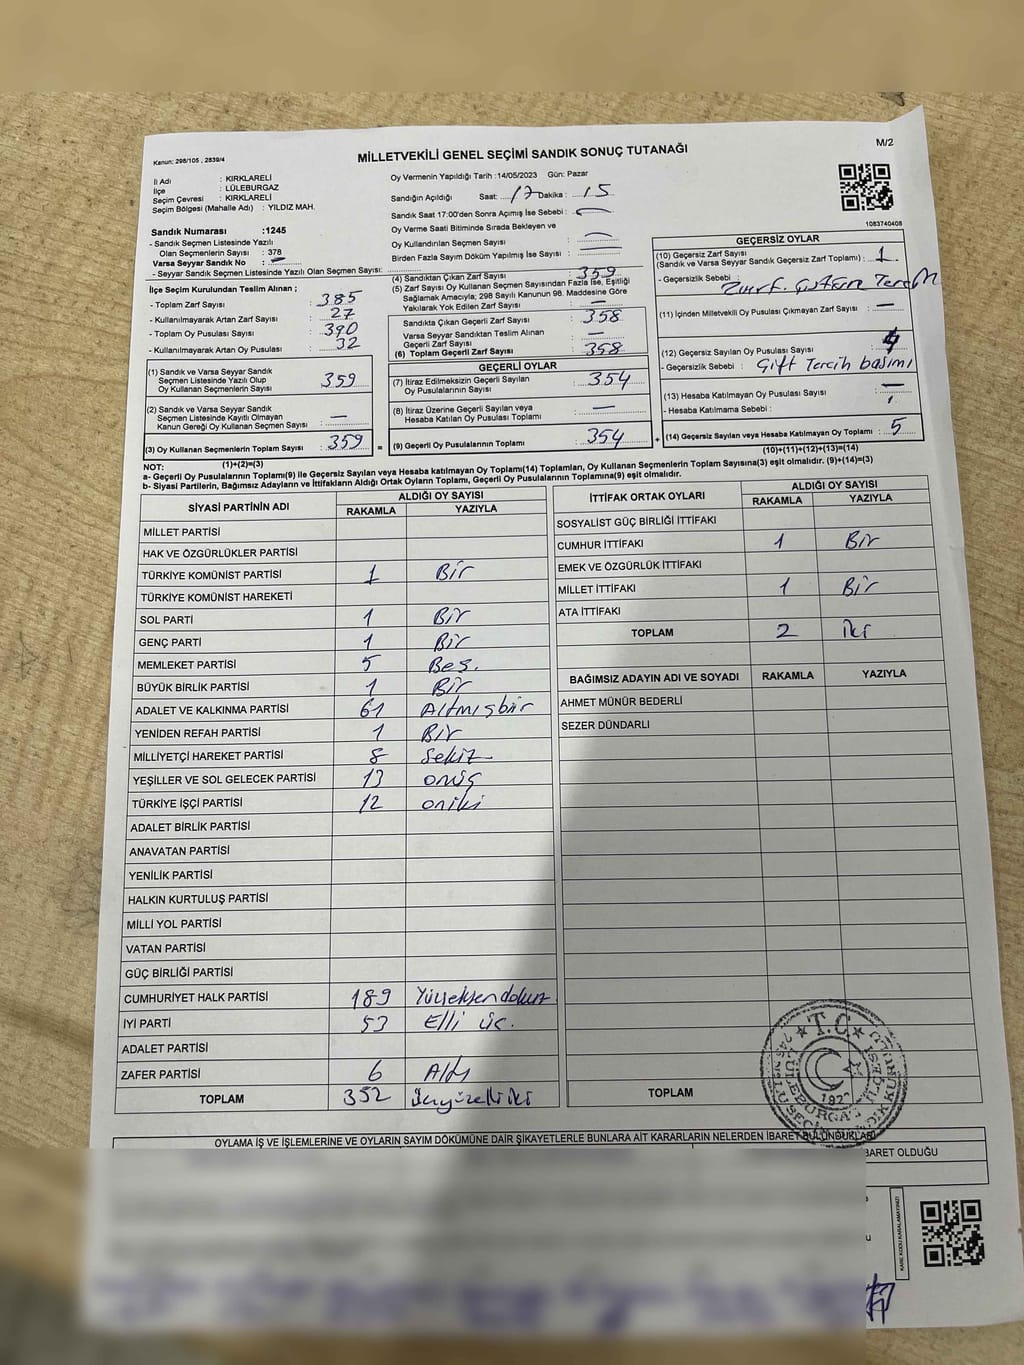 M/2
Kanun: 298/105 , 2839/4
MİLLETVEKİLİ GENEL SEÇİMİ SANDIK SONUÇ TUTANAĞI
İl Adı : KIRKLARELİ
İlçe : LÜLEBURGAZ
Seçim Çevresi : KIRKLARELİ
Seçim Bölgesi (Mahalle Adı) : YILDIZ MAH.
Sandık Numarası :1245
- Sandık Seçmen Listesinde Yazılı
Olan Seçmenlerin Sayısı : 378
Varsa Seyyar Sandık No : —
- Seyyar Sandık Seçmen Listesinde Yazılı Olan Seçmen Sayısı:
Oy Vermenin Yapıldığı Tarih :14/05/2023 Gün: Pazar
Sandığın Açıldığı Saat: 17 Dakika : 15
Sandık Saat 17:00'den Sonra Açımış İse Sebebi : —
Oy Verme Saati Bitiminde Sırada Bekleyen ve
Oy Kullandırılan Seçmen Sayısı : —
Birden Fazla Sayım Döküm Yapılmış İse Sayısı : —
1083740408
İlçe Seçim Kurulundan Teslim Alınan ;
- Toplam Zarf Sayısı : 385
- Kullanılmayarak Artan Zarf Sayısı : 27
- Toplam Oy Pusulası Sayısı : 390
- Kullanılmayarak Artan Oy Pusulası : 32
(1) Sandık ve Varsa Seyyar Sandık
Seçmen Listesinde Yazılı Olup
Oy Kullanan Seçmenlerin Sayısı : 359
(2) Sandık ve Varsa Seyyar Sandık
Seçmen Listesinde Kayıtlı Olmayan
Kanun Gereği Oy Kullanan Seçmen Sayısı : —
(3) Oy Kullanan Seçmenlerin Toplam Sayısı : 359
(1)+(2)=(3)
(4) Sandıktan Çıkan Zarf Sayısı : 359
(5) Zarf Sayısı Oy Kullanan Seçmen Sayısından Fazla İse, Eşitliği
Sağlamak Amacıyla; 298 Sayılı Kanunun 98. Maddesine Göre
Yakılarak Yok Edilen Zarf Sayısı :
Sandıkta Çıkan Geçerli Zarf Sayısı : 358
Varsa Seyyar Sandıktan Teslim Alınan
Geçerli Zarf Sayısı : —
(6) Toplam Geçerli Zarf Sayısı : 358
GEÇERLİ OYLAR
(7) İtiraz Edilmeksizin Geçerli Sayılan
Oy Pusulalarının Sayısı : 354
(8) İtiraz Üzerine Geçerli Sayılan veya
Hesaba Katılan Oy Pusulası Toplamı : —
= (9) Geçerli Oy Pusulalarının Toplamı : 354
GEÇERSİZ OYLAR
(10) Geçersiz Zarf Sayısı
(Sandık ve Varsa Seyyar Sandık Geçersiz Zarf Toplamı) : 1
- Geçersizlik Sebebi :
(11) İçinden Milletvekili Oy Pusulası Çıkmayan Zarf Sayısı : —
(12) Geçersiz Sayılan Oy Pusulası Sayısı : 4
- Geçersizlik Sebebi : Çift Tercih basımı
(13) Hesaba Katılmayan Oy Pusulası Sayısı : —
- Hesaba Katılmama Sebebi :
+ (14) Geçersiz Sayılan veya Hesaba Katılmayan Oy Toplamı : 5
(10)+(11)+(12)+(13)=(14)
NOT:
a- Geçerli Oy Pusulalarının Toplamı(9) ile Geçersiz Sayılan veya Hesaba katılmayan Oy Toplamı(14) Toplamları, Oy Kullanan Seçmenlerin Toplam Sayısına(3) eşit olmalıdır. (9)+(14)=(3)
b- Siyasi Partilerin, Bağımsız Adayların ve İttifakların Aldığı Ortak Oyların Toplamı, Geçerli Oy Pusulalarının Toplamına(9) eşit olmalıdır.
SİYASİ PARTİNİN ADI ALDIĞI OY SAYISI
RAKAMLA YAZIYLA
MİLLET PARTİSİ
HAK VE ÖZGÜRLÜKLER PARTİSİ
TÜRKİYE KOMÜNİST PARTİSİ 1 Bir
TÜRKİYE KOMÜNİST HAREKETİ
SOL PARTİ 1 Bir
GENÇ PARTİ 1 Bir
MEMLEKET PARTİSİ 5 Beş.
BÜYÜK BİRLİK PARTİSİ 1 Bir
ADALET VE KALKINMA PARTİSİ 61 Altmışbir
YENİDEN REFAH PARTİSİ 1 Bir
MİLLİYETÇİ HAREKET PARTİSİ 8 Sekiz
YEŞİLLER VE SOL GELECEK PARTİSİ 13 onüç
TÜRKİYE İŞÇİ PARTİSİ 12 oniki
ADALET BİRLİK PARTİSİ
ANAVATAN PARTİSİ
YENİLİK PARTİSİ
HALKIN KURTULUŞ PARTİSİ
MİLLİ YOL PARTİSİ
VATAN PARTİSİ
GÜÇ BİRLİĞİ PARTİSİ
CUMHURİYET HALK PARTİSİ 189 Yüzseksendokuz
İYİ PARTİ 53 Elli üç.
ADALET PARTİSİ
ZAFER PARTİSİ 6 Altı
TOPLAM 352 üçyüzelliiki
İTTİFAK ORTAK OYLARI ALDIĞI OY SAYISI
RAKAMLA YAZIYLA
SOSYALİST GÜÇ BİRLİĞİ İTTİFAKI
CUMHUR İTTİFAKI 1 Bir
EMEK VE ÖZGÜRLÜK İTTİFAKI
MİLLET İTTİFAKI 1 Bir
ATA İTTİFAKI
TOPLAM 2 İki
BAĞIMSIZ ADAYIN ADI VE SOYADI RAKAMLA YAZIYLA
AHMET MÜNÜR BEDERLİ
SEZER DÜNDARLI
TOPLAM
T.C.
OYLAMA İŞ VE İŞLEMLERİNE VE OYLARIN SAYIM DÖKÜMÜNE DAİR ŞİKAYETLERLE BUNLARA AİT KARARLARIN NELERDEN İBARET BULUNDUKLARI
BARET OLDUĞU